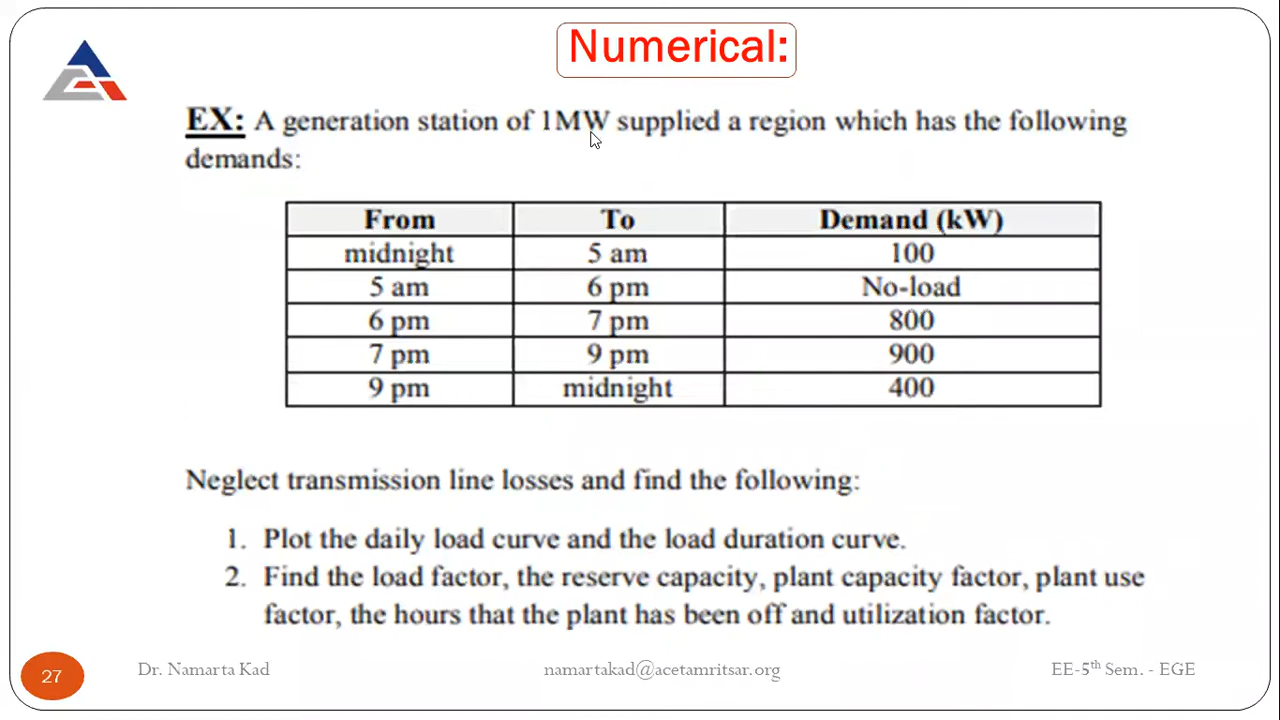 Numerical:
EX: A generation station of 1MW supplied a region which has the following
demands:
From To Demand (kW)
midnight 5 am 100
5 am 6 pm No-load
6 pm 7 pm 800
7 pm 9 pm 900
9 pm midnight 400
Neglect transmission line losses and find the following:
1. Plot the daily load curve and the load duration curve.
2. Find the load factor, the reserve capacity, plant capacity factor, plant use
factor, the hours that the plant has been off and utilization factor.
27 Dr. Namarta Kad namartakad@acetamritsar.org EE-5th Sem. - EGE